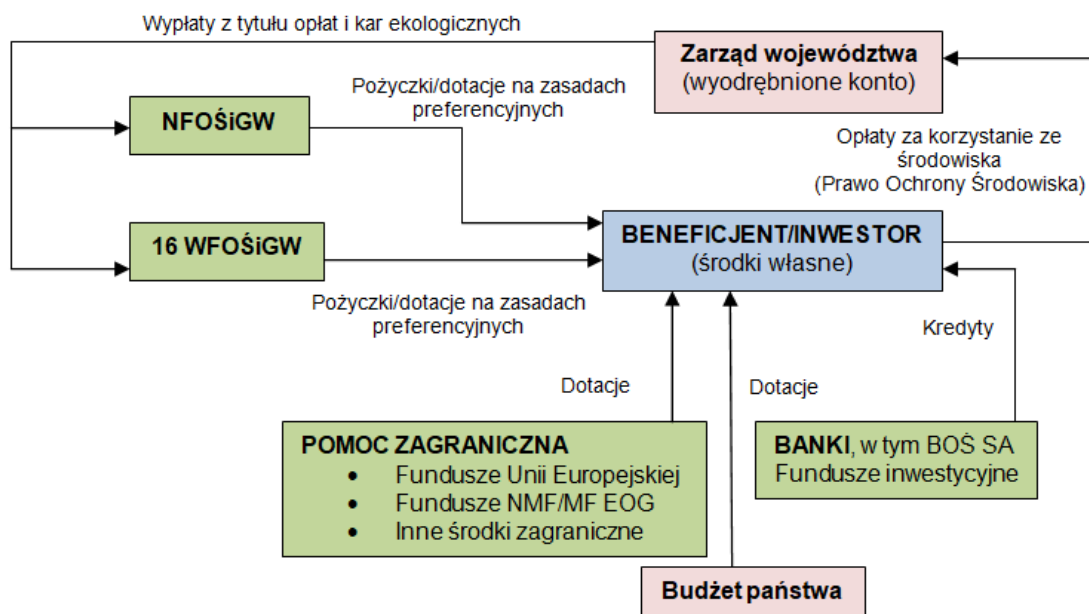 Wypłaty z tytułu opłat i kar ekologicznych
Zarząd województwa
(wyodrębnione konto)
Pożyczki/dotacje na zasadach
preferencyjnych
NFOŚiGW
Opłaty za korzystanie ze
środowiska
(Prawo Ochrony Środowiska)
16 WFOŚiGW
BENEFICJENT/INWESTOR
(środki własne)
Pożyczki/dotacje na zasadach
preferencyjnych
Kredyty
Dotacje
Dotacje
POMOC ZAGRANICZNA
• Fundusze Unii Europejskiej
• Fundusze NMF/MF EOG
• Inne środki zagraniczne
BANKI, w tym BOŚ SA
Fundusze inwestycyjne
Budżet państwa